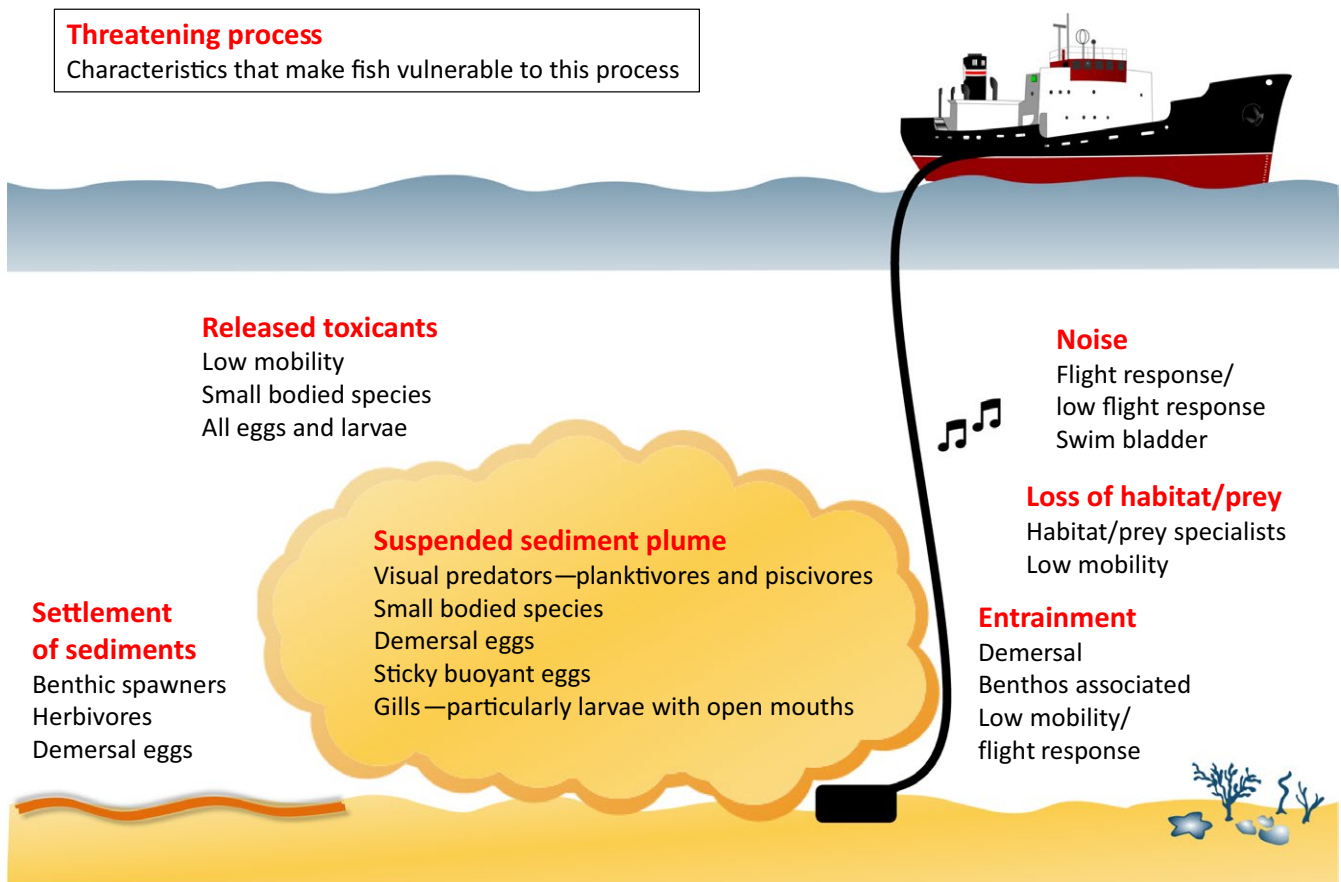 Threatening process
Characteristics that make fish vulnerable to this process
Released toxicants
Low mobility
Small bodied species
All eggs and larvae
Noise
Flight response/
low flight response
Swim bladder
Loss of habitat/prey
Habitat/prey specialists
Low mobility
Suspended sediment plume
Visual predators—planktivores and piscivores
Small bodied species
Demersal eggs
Sticky buoyant eggs
Gills—particularly larvae with open mouths
Settlement
of sediments
Benthic spawners
Herbivores
Demersal eggs
Entrainment
Demersal
Benthos associated
Low mobility/
flight response